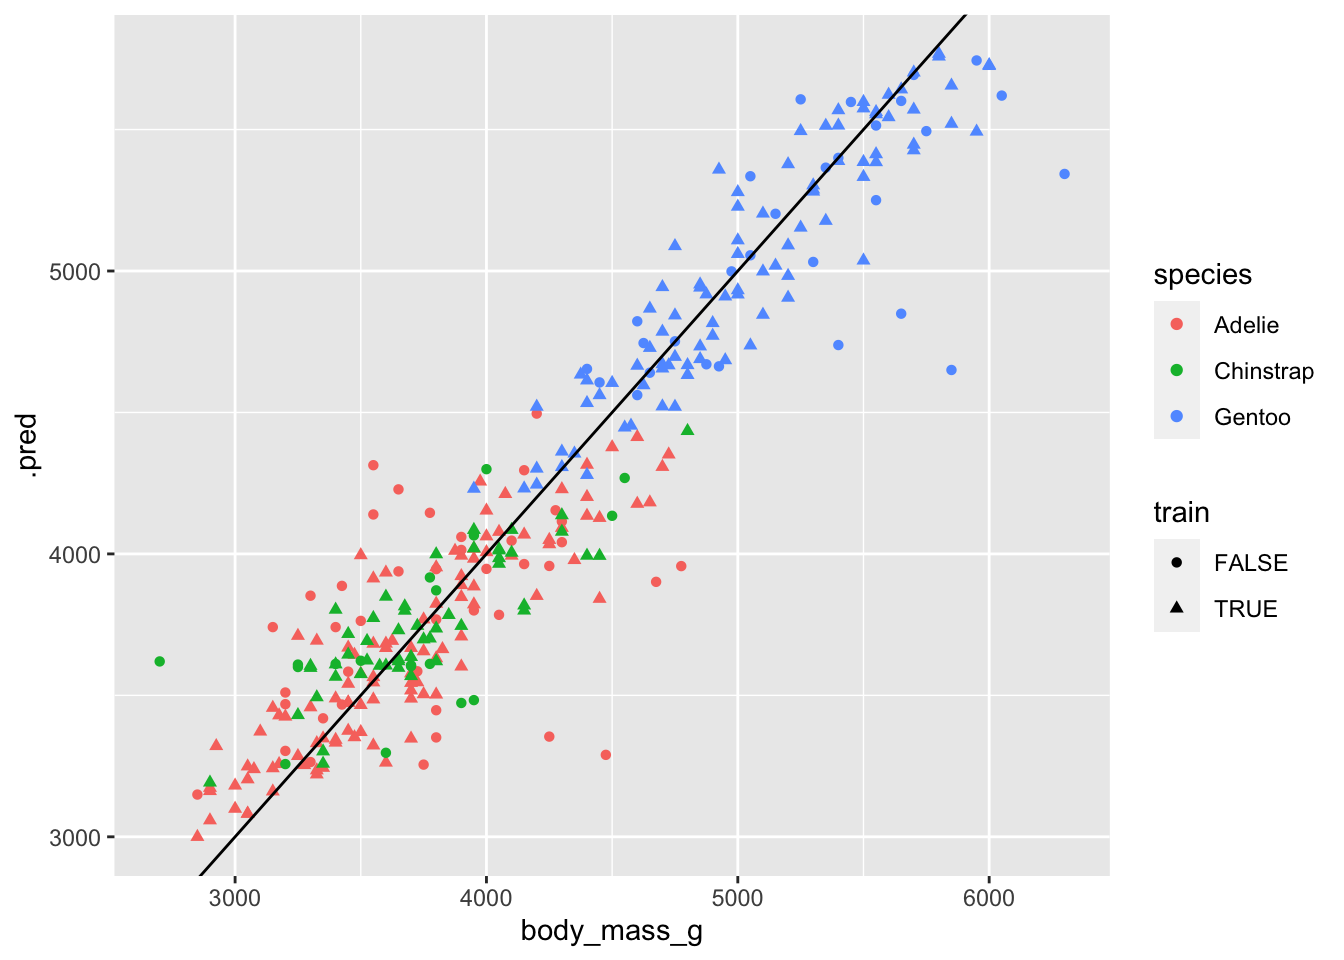 .pred
5000
4000
3000
3000 4000 5000 6000
body_mass_g
species
Adelie
Chinstrap
Gentoo
train
FALSE
TRUE